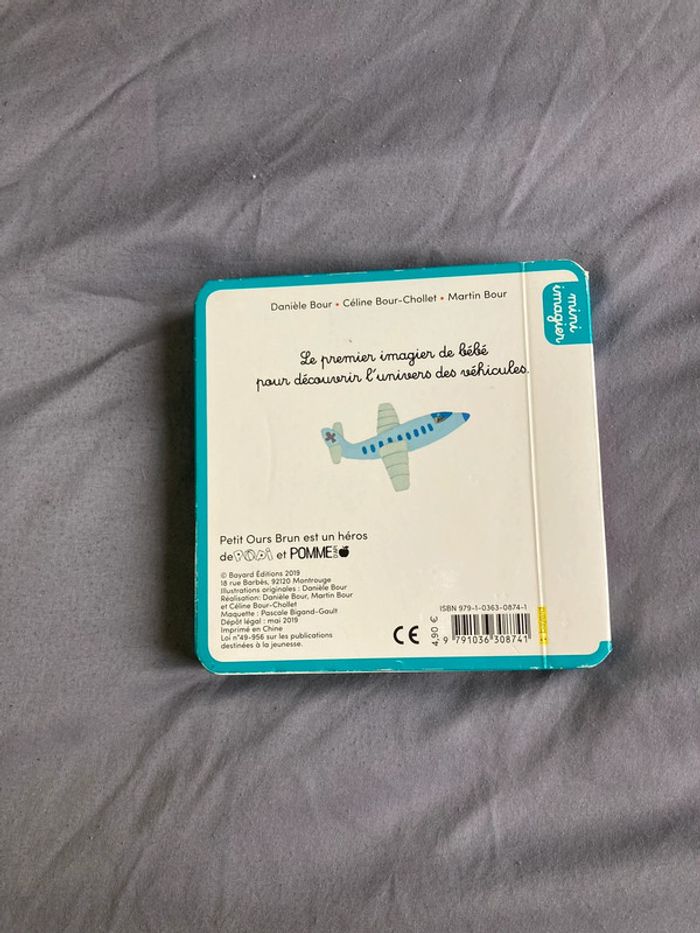 mini
imagier
Danièle Bour • Céline Bour-Chollet • Martin Bour
Le premier imagier de bébé
pour découvrir l'univers des véhicules.
Petit Ours Brun est un héros
de POPI et POMME d'API
© Bayard Éditions 2019
18 rue Barbès, 92120 Montrouge
Illustrations originales : Danièle Bour
Réalisation: Danièle Bour, Martin Bour
et Céline Bour-Chollet
Maquette : Pascale Bigand-Gault
Dépôt légal : mai 2019
Imprimé en Chine
Loi n°49-956 sur les publications
destinées à la jeunesse.
CE
4,90 €
ISBN 979-1-0363-0874-1
9 791036 308741